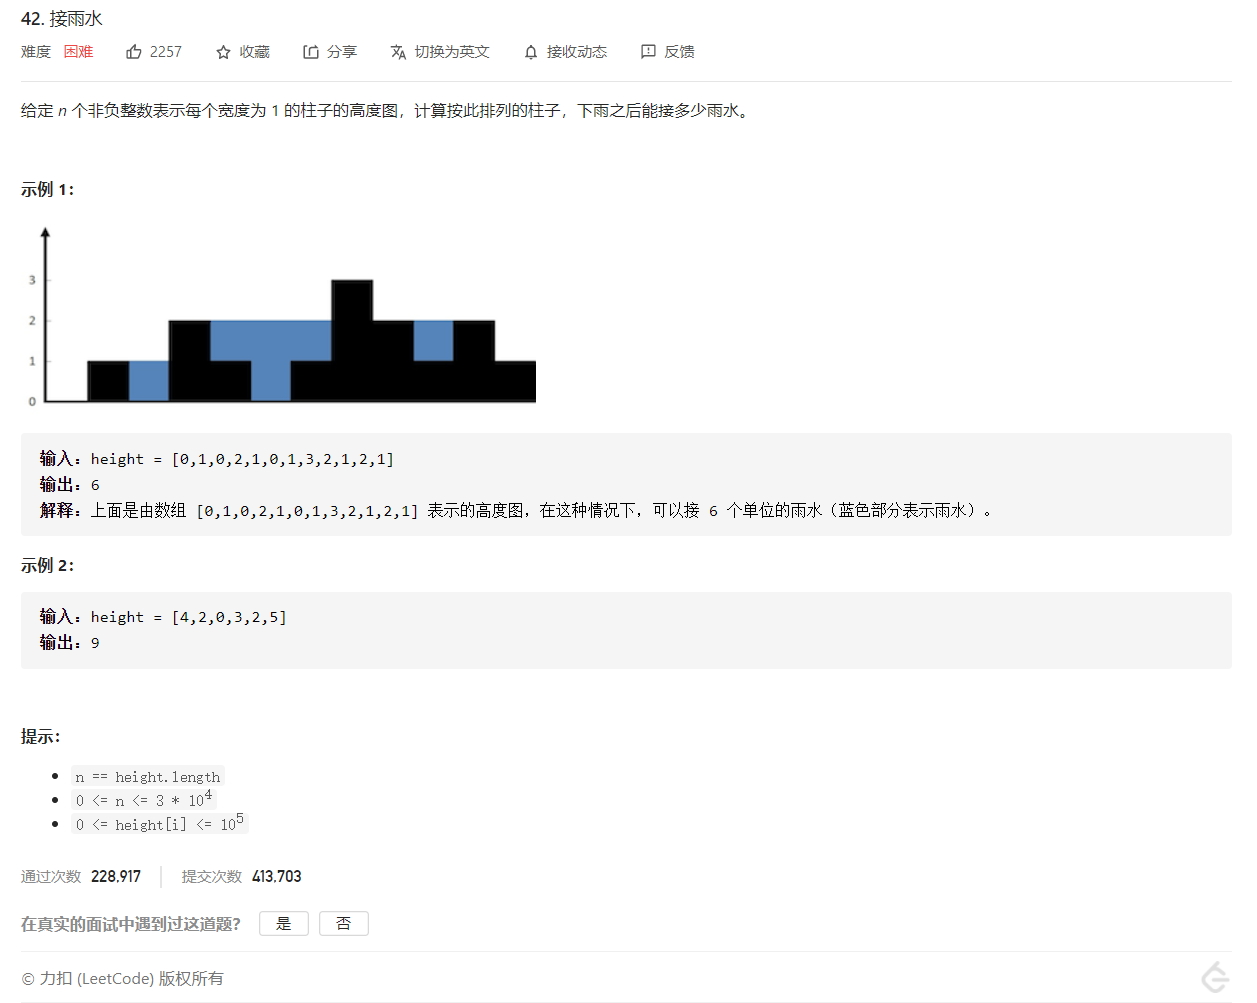 42. 接雨水
难度 困难 2257 收藏 分享 切换为英文 接收动态 反馈
给定 n 个非负整数表示每个宽度为 1 的柱子的高度图，计算按此排列的柱子，下雨之后能接多少雨水。
示例 1：
3
2
1
0
输入：height = [0,1,0,2,1,0,1,3,2,1,2,1]
输出：6
解释：上面是由数组 [0,1,0,2,1,0,1,3,2,1,2,1] 表示的高度图，在这种情况下，可以接 6 个单位的雨水（蓝色部分表示雨水）。
示例 2：
输入：height = [4,2,0,3,2,5]
输出：9
提示：
n == height.length
0 <= n <= 3 * 10⁴
0 <= height[i] <= 10⁵
通过次数 228,917 提交次数 413,703
在真实的面试中遇到过这道题？ 是 否
© 力扣 (LeetCode) 版权所有